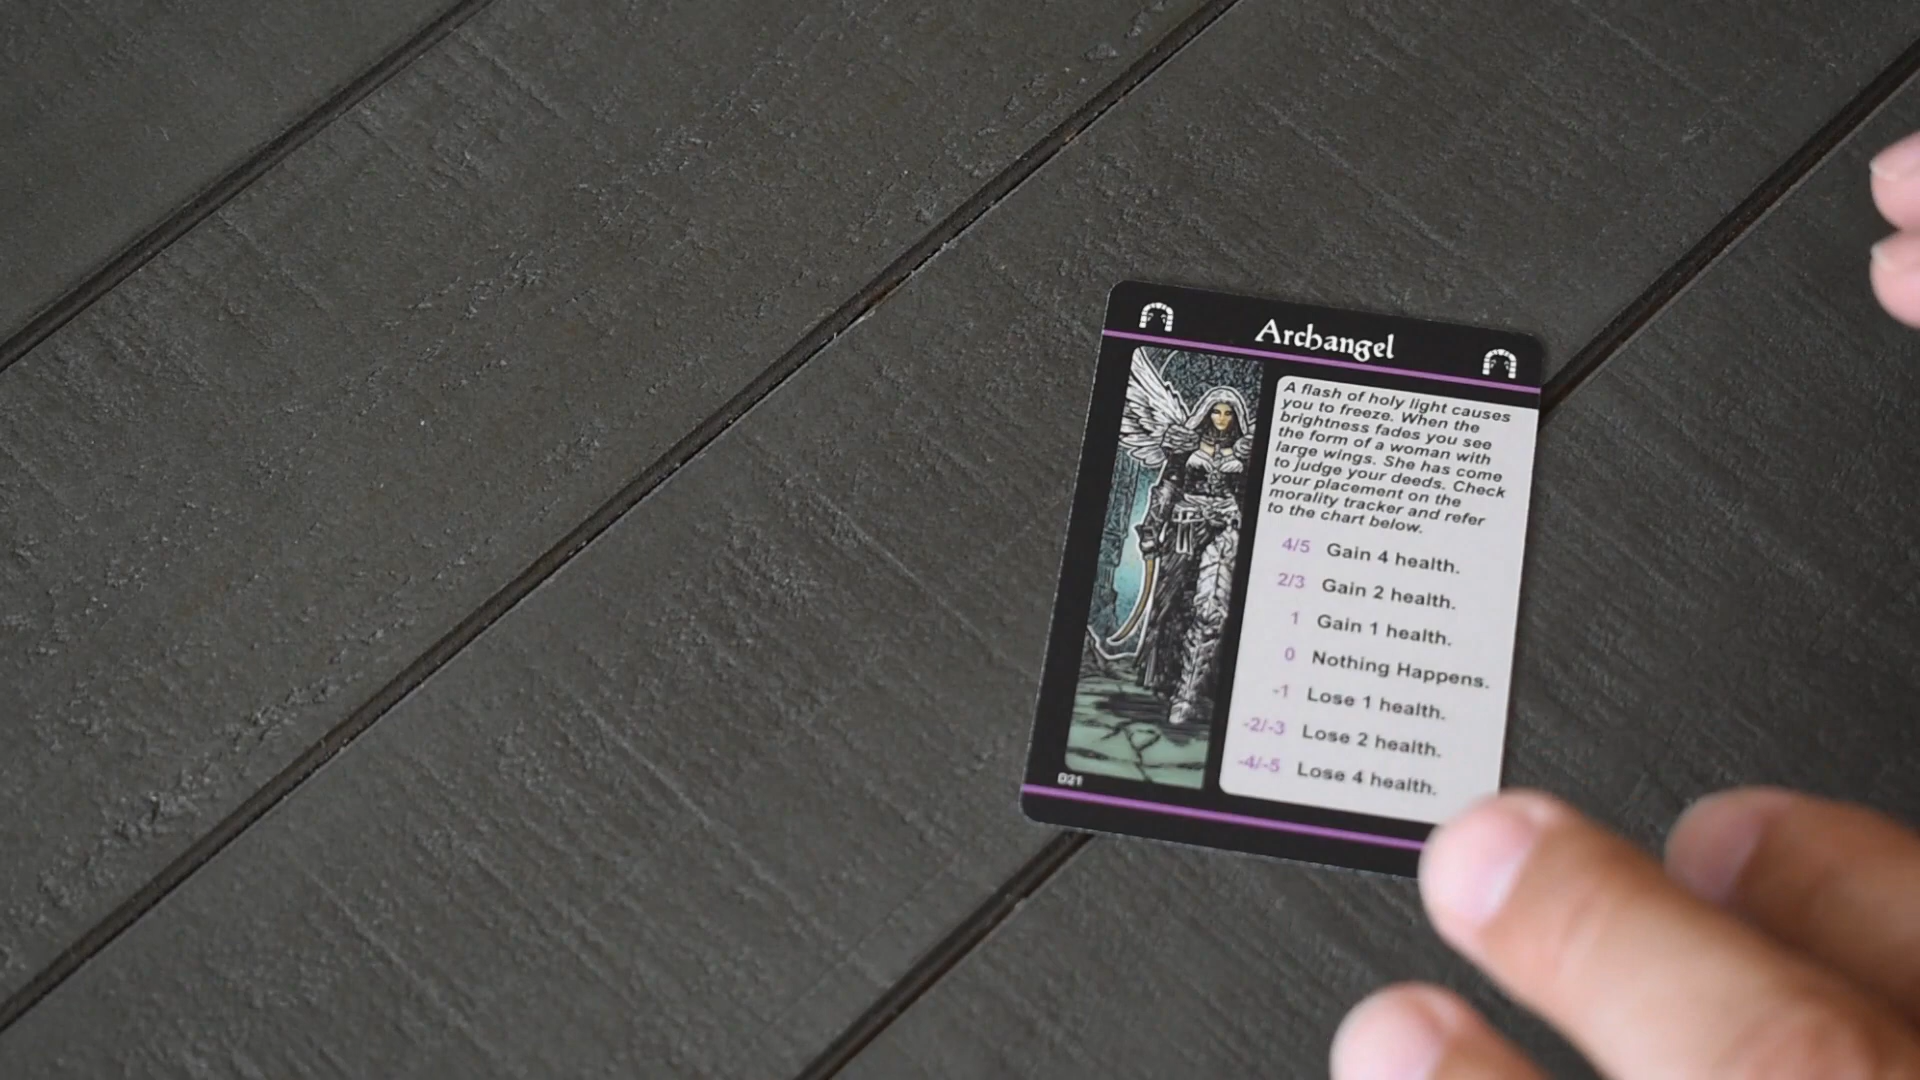 Archangel
A flash of holy light causes
you to freeze. When the
brightness fades you see
the form of a woman with
large wings. She has come
to judge your deeds. Check
your placement on the
morality tracker and refer
to the chart below.
4/5 Gain 4 health.
2/3 Gain 2 health.
1 Gain 1 health.
0 Nothing Happens.
-1 Lose 1 health.
-2/-3 Lose 2 health.
-4/-5 Lose 4 health.
D21